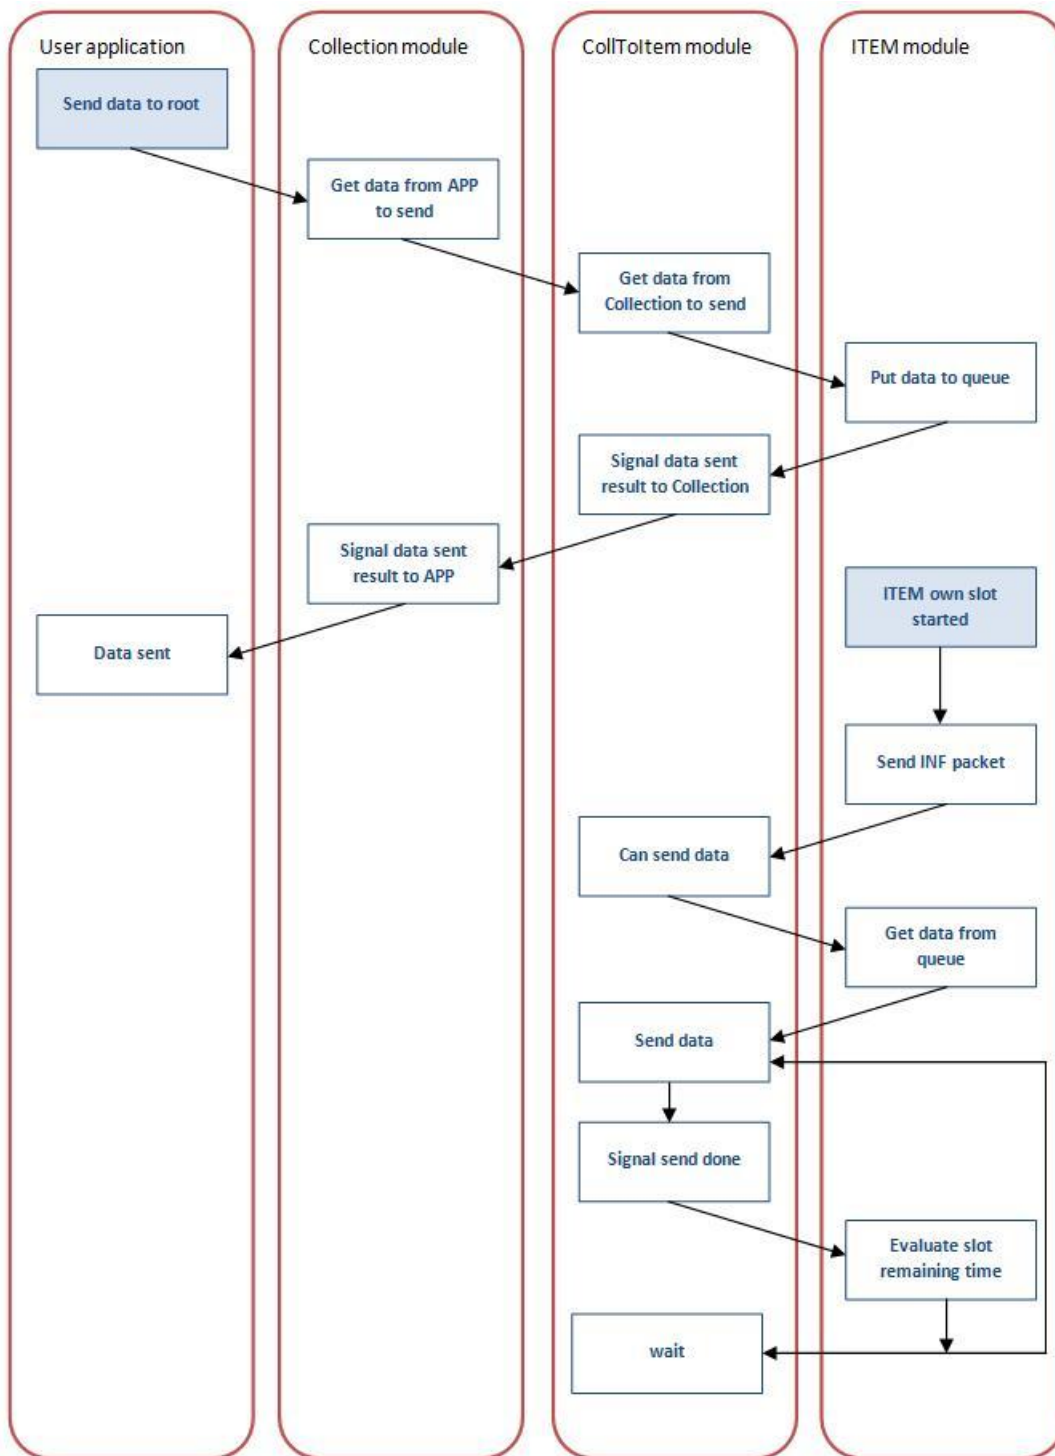 User application
Collection module
CollToItem module
ITEM module
Send data to root
Get data from APP
to send
Get data from
Collection to send
Put data to queue
Signal data sent
result to Collection
Signal data sent
result to APP
Data sent
ITEM own slot
started
Send INF packet
Can send data
Get data from
queue
Send data
Signal send done
Evaluate slot
remaining time
wait